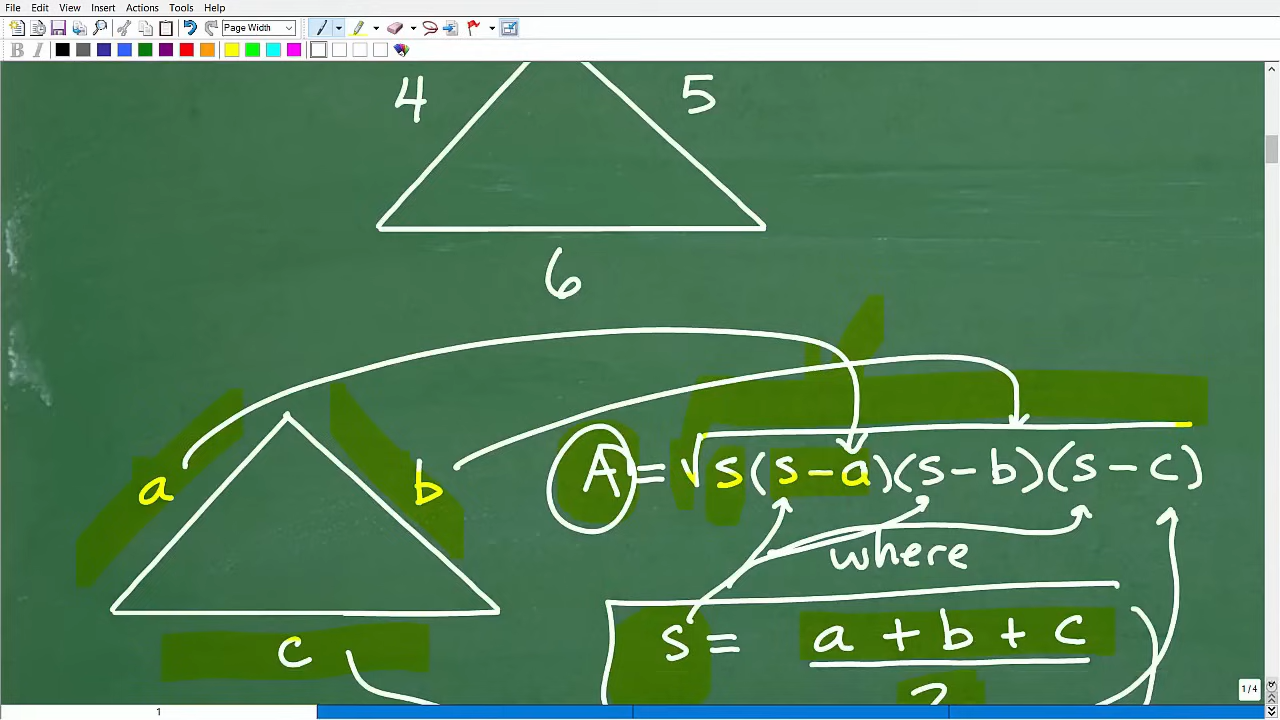 File Edit View Insert Actions Tools Help
Page Width
B I
4 5
6
a b
A = √s(s-a)(s-b)(s-c)
where
c
s = a + b + c
2
1/4
1